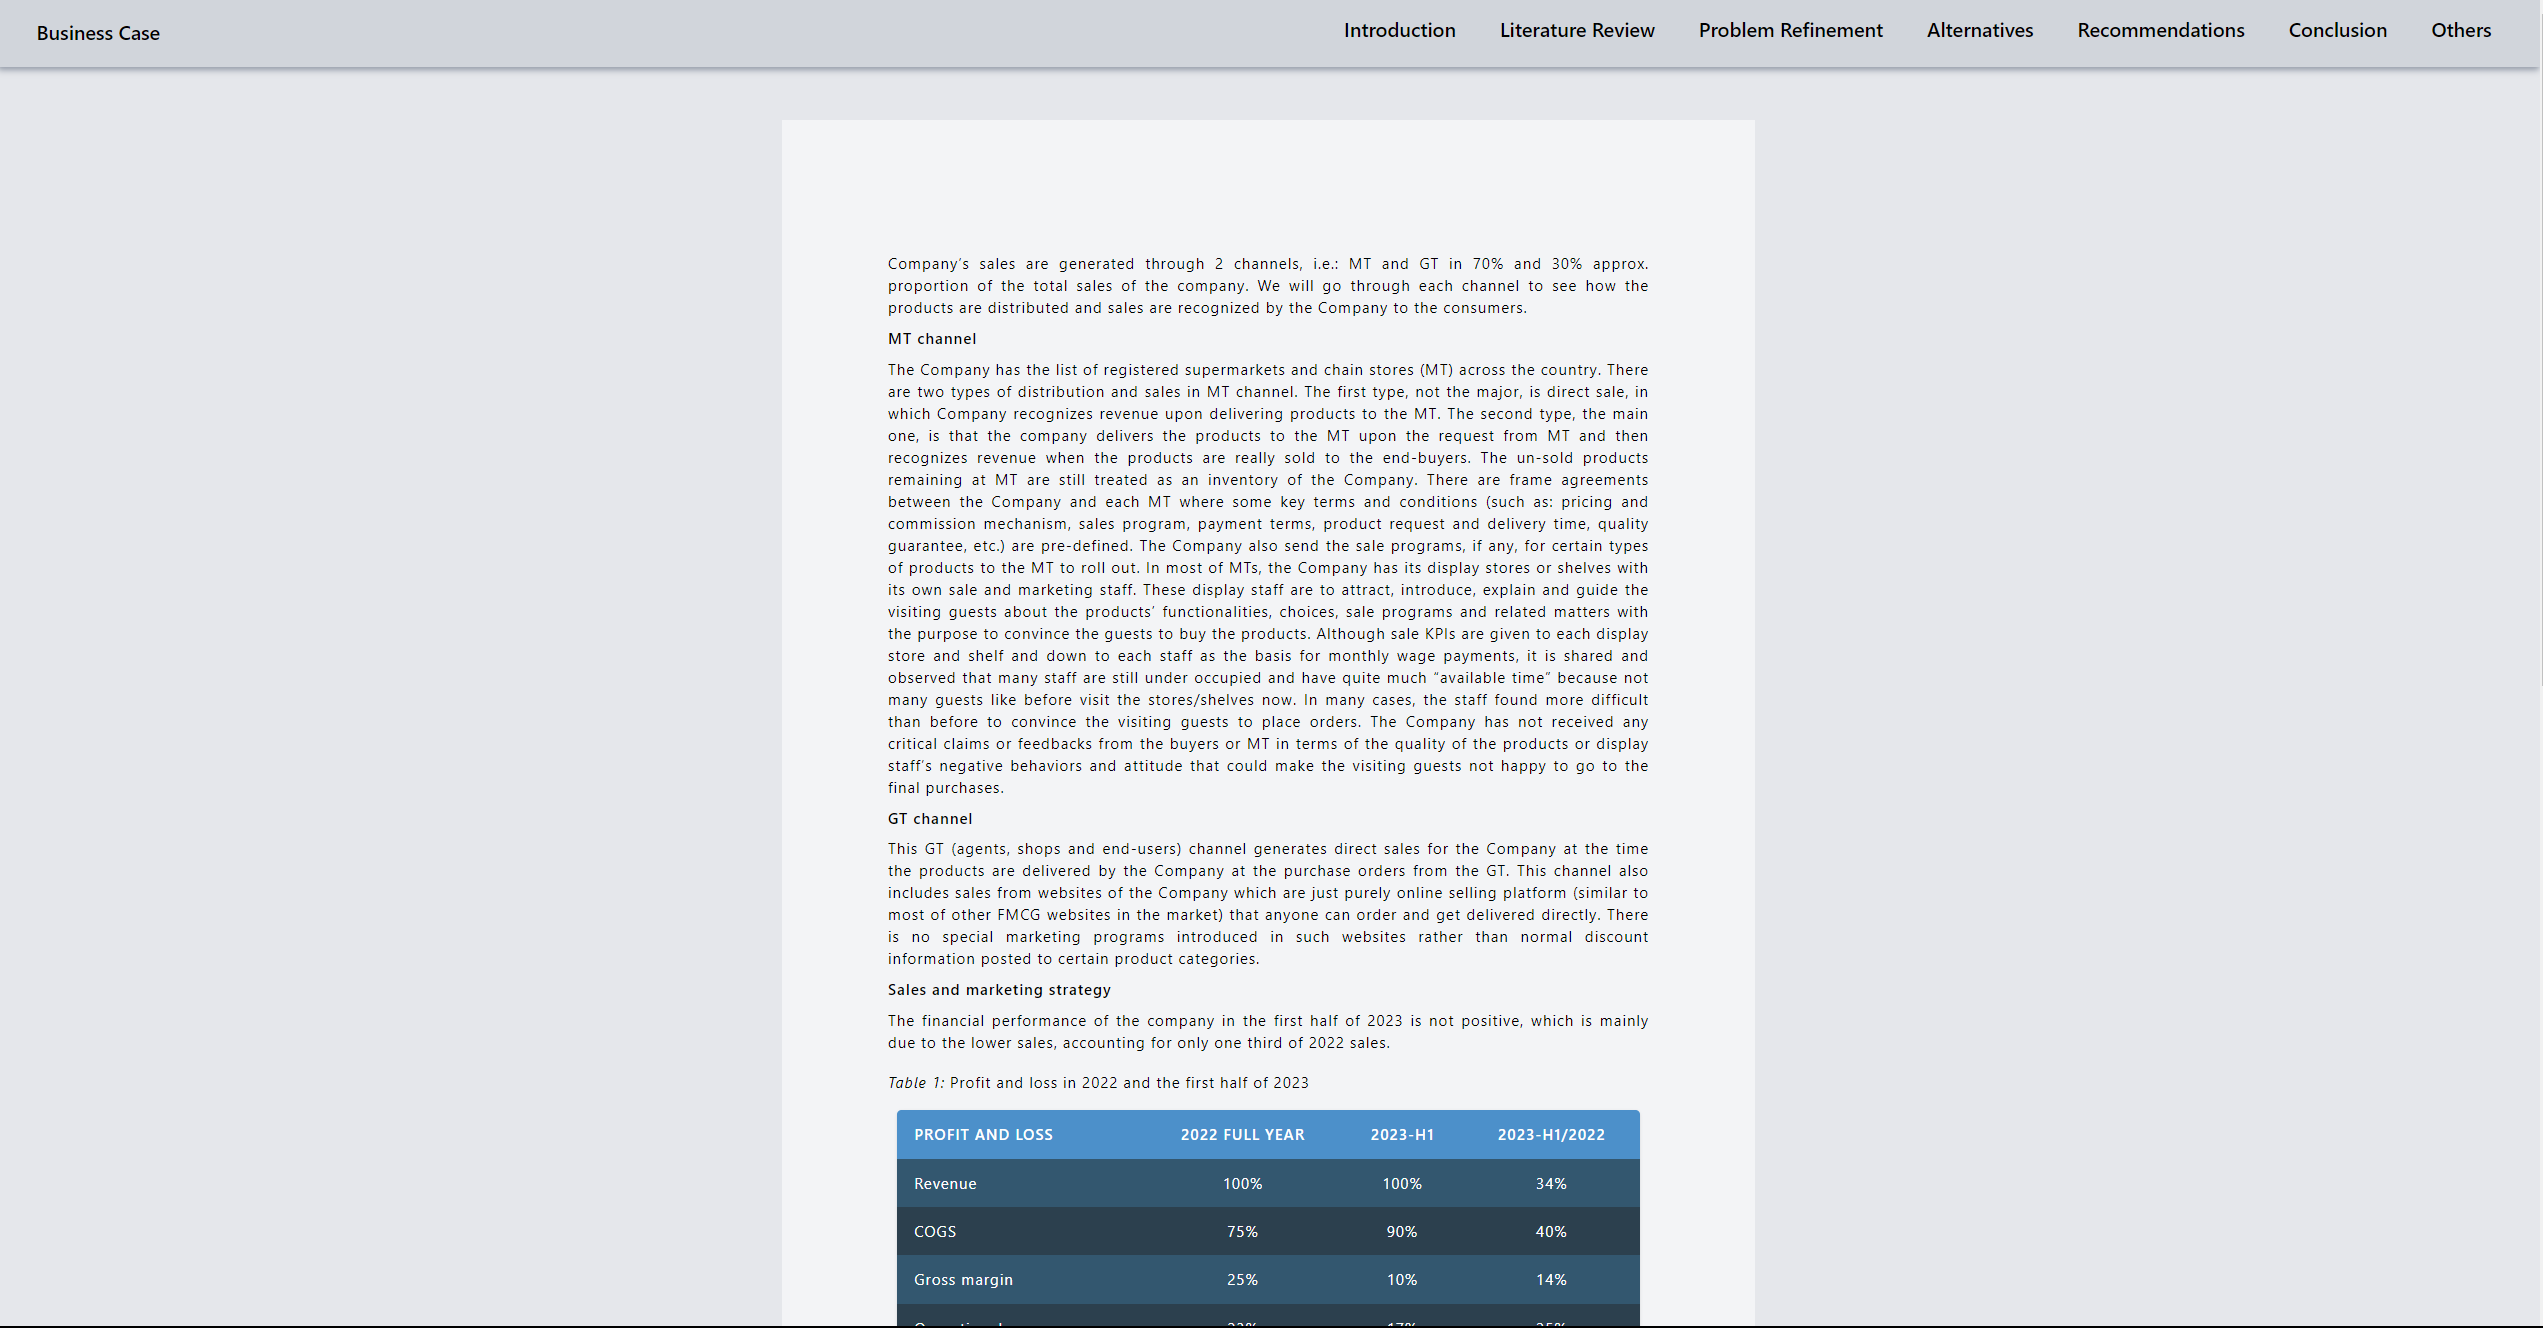 Business Case
Introduction Literature Review Problem Refinement Alternatives Recommendations Conclusion Others
Company's sales are generated through 2 channels, i.e.: MT and GT in 70% and 30% approx.
proportion of the total sales of the company. We will go through each channel to see how the
products are distributed and sales are recognized by the Company to the consumers.
MT channel
The Company has the list of registered supermarkets and chain stores (MT) across the country. There
are two types of distribution and sales in MT channel. The first type, not the major, is direct sale, in
which Company recognizes revenue upon delivering products to the MT. The second type, the main
one, is that the company delivers the products to the MT upon the request from MT and then
recognizes revenue when the products are really sold to the end-buyers. The un-sold products
remaining at MT are still treated as an inventory of the Company. There are frame agreements
between the Company and each MT where some key terms and conditions (such as: pricing and
commission mechanism, sales program, payment terms, product request and delivery time, quality
guarantee, etc.) are pre-defined. The Company also send the sale programs, if any, for certain types
of products to the MT to roll out. In most of MTs, the Company has its display stores or shelves with
its own sale and marketing staff. These display staff are to attract, introduce, explain and guide the
visiting guests about the products' functionalities, choices, sale programs and related matters with
the purpose to convince the guests to buy the products. Although sale KPIs are given to each display
store and shelf and down to each staff as the basis for monthly wage payments, it is shared and
observed that many staff are still under occupied and have quite much “available time” because not
many guests like before visit the stores/shelves now. In many cases, the staff found more difficult
than before to convince the visiting guests to place orders. The Company has not received any
critical claims or feedbacks from the buyers or MT in terms of the quality of the products or display
staff's negative behaviors and attitude that could make the visiting guests not happy to go to the
final purchases.
GT channel
This GT (agents, shops and end-users) channel generates direct sales for the Company at the time
the products are delivered by the Company at the purchase orders from the GT. This channel also
includes sales from websites of the Company which are just purely online selling platform (similar to
most of other FMCG websites in the market) that anyone can order and get delivered directly. There
is no special marketing programs introduced in such websites rather than normal discount
information posted to certain product categories.
Sales and marketing strategy
The financial performance of the company in the first half of 2023 is not positive, which is mainly
due to the lower sales, accounting for only one third of 2022 sales.
Table 1: Profit and loss in 2022 and the first half of 2023
PROFIT AND LOSS 2022 FULL YEAR 2023-H1 2023-H1/2022
Revenue 100% 100% 34%
COGS 75% 90% 40%
Gross margin 25% 10% 14%